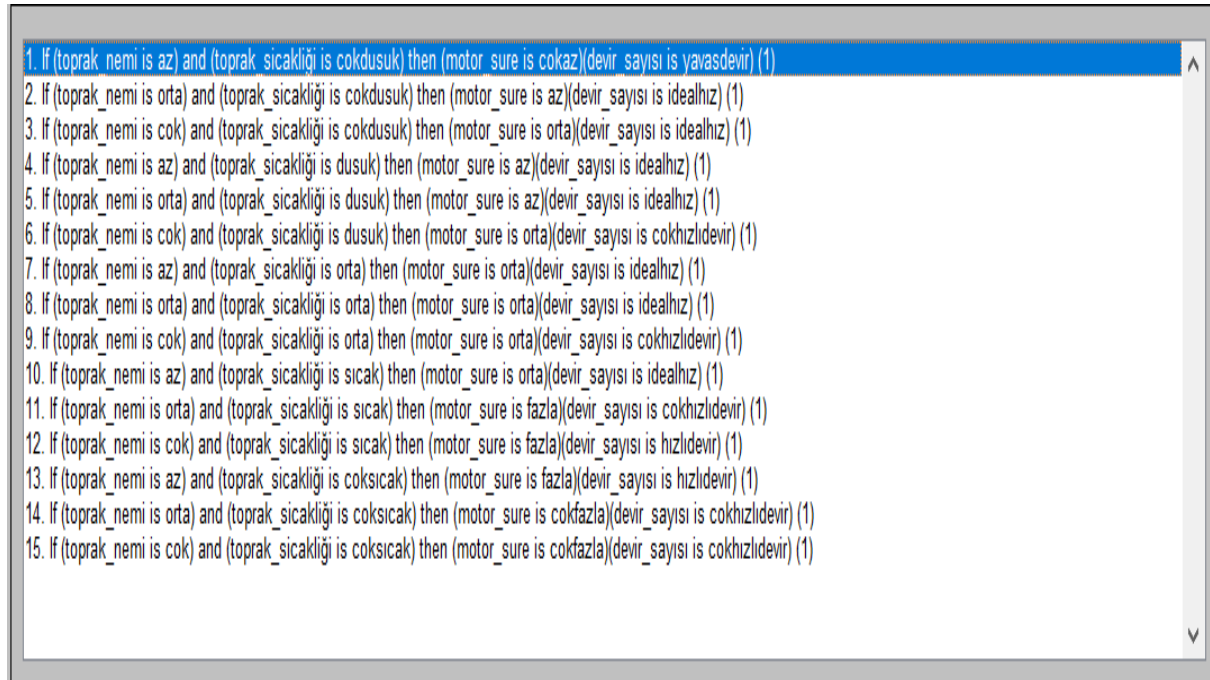 1. If (toprak_nemi is az) and (toprak_sicakliği is cokdusuk) then (motor_sure is cokaz)(devir_sayısı is yavasdevir) (1)
2. If (toprak_nemi is orta) and (toprak_sicakliği is cokdusuk) then (motor_sure is az)(devir_sayısı is idealhız) (1)
3. If (toprak_nemi is cok) and (toprak_sicakliği is cokdusuk) then (motor_sure is orta)(devir_sayısı is idealhız) (1)
4. If (toprak_nemi is az) and (toprak_sicakliği is dusuk) then (motor_sure is az)(devir_sayısı is idealhız) (1)
5. If (toprak_nemi is orta) and (toprak_sicakliği is dusuk) then (motor_sure is az)(devir_sayısı is idealhız) (1)
6. If (toprak_nemi is cok) and (toprak_sicakliği is dusuk) then (motor_sure is orta)(devir_sayısı is cokhızlıdevir) (1)
7. If (toprak_nemi is az) and (toprak_sicakliği is orta) then (motor_sure is orta)(devir_sayısı is idealhız) (1)
8. If (toprak_nemi is orta) and (toprak_sicakliği is orta) then (motor_sure is orta)(devir_sayısı is idealhız) (1)
9. If (toprak_nemi is cok) and (toprak_sicakliği is orta) then (motor_sure is orta)(devir_sayısı is cokhızlıdevir) (1)
10. If (toprak_nemi is az) and (toprak_sicakliği is sıcak) then (motor_sure is orta)(devir_sayısı is idealhız) (1)
11. If (toprak_nemi is orta) and (toprak_sicakliği is sıcak) then (motor_sure is fazla)(devir_sayısı is cokhızlıdevir) (1)
12. If (toprak_nemi is cok) and (toprak_sicakliği is sıcak) then (motor_sure is fazla)(devir_sayısı is hızlıdevir) (1)
13. If (toprak_nemi is az) and (toprak_sicakliği is coksıcak) then (motor_sure is fazla)(devir_sayısı is hızlıdevir) (1)
14. If (toprak_nemi is orta) and (toprak_sicakliği is coksıcak) then (motor_sure is cokfazla)(devir_sayısı is cokhızlıdevir) (1)
15. If (toprak_nemi is cok) and (toprak_sicakliği is coksıcak) then (motor_sure is cokfazla)(devir_sayısı is cokhızlıdevir) (1)